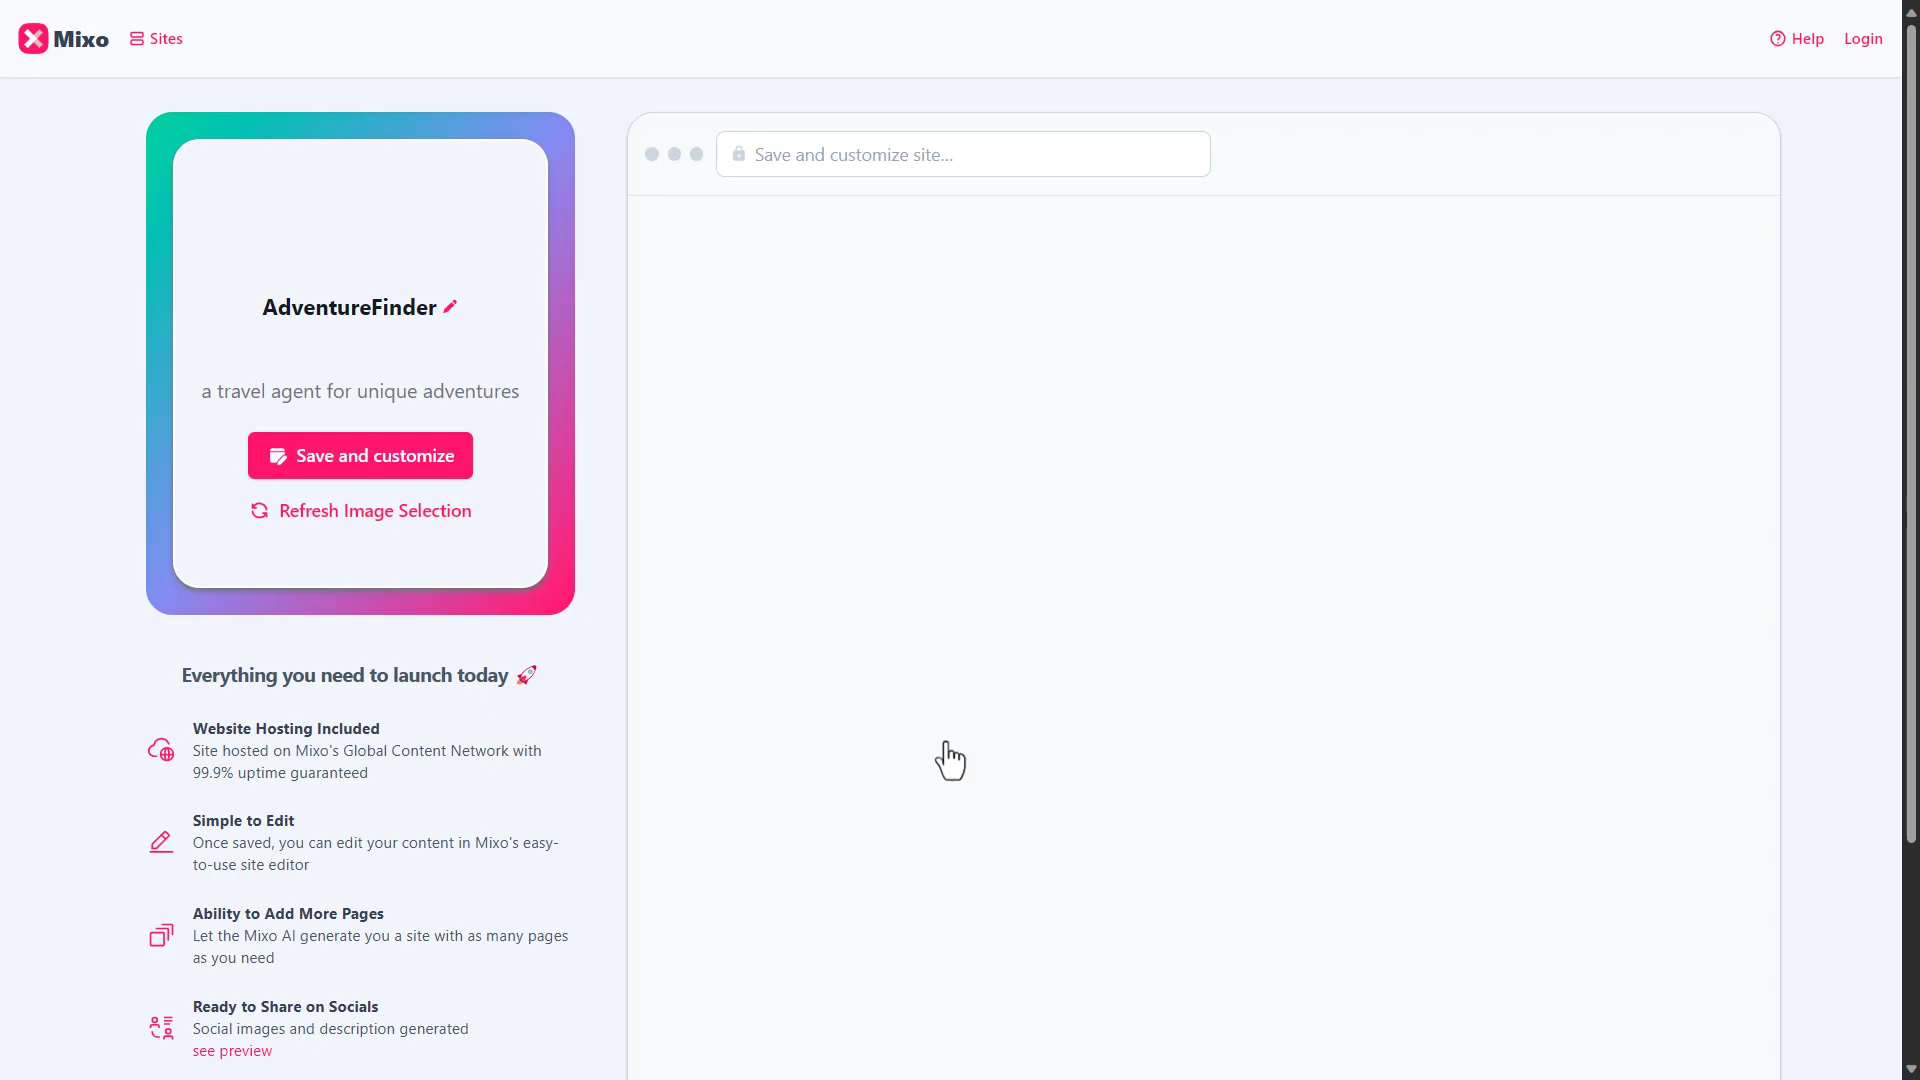 Mixo
Sites
Help
Login
Save and customize site...
AdventureFinder
a travel agent for unique adventures
Save and customize
Refresh Image Selection
Everything you need to launch today 🚀
Website Hosting Included
Site hosted on Mixo's Global Content Network with
99.9% uptime guaranteed
Simple to Edit
Once saved, you can edit your content in Mixo's easy-
to-use site editor
Ability to Add More Pages
Let the Mixo AI generate you a site with as many pages
as you need
Ready to Share on Socials
Social images and description generated
see preview